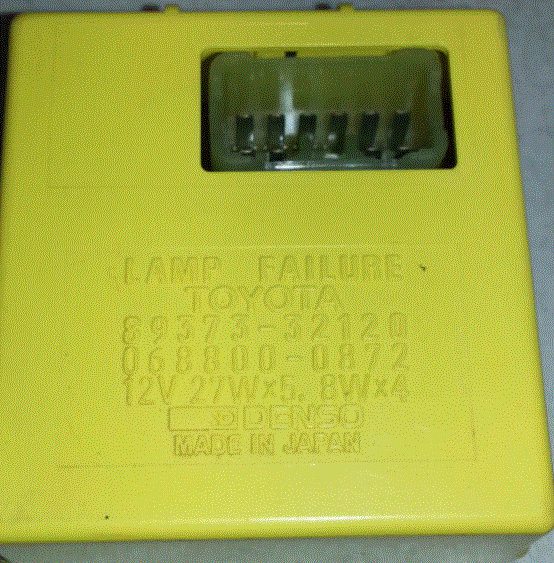 LAMP FAILURE
TOYOTA
89373-32120
068800-0872
12V 27W×5, 8W×4
DENSO
MADE IN JAPAN